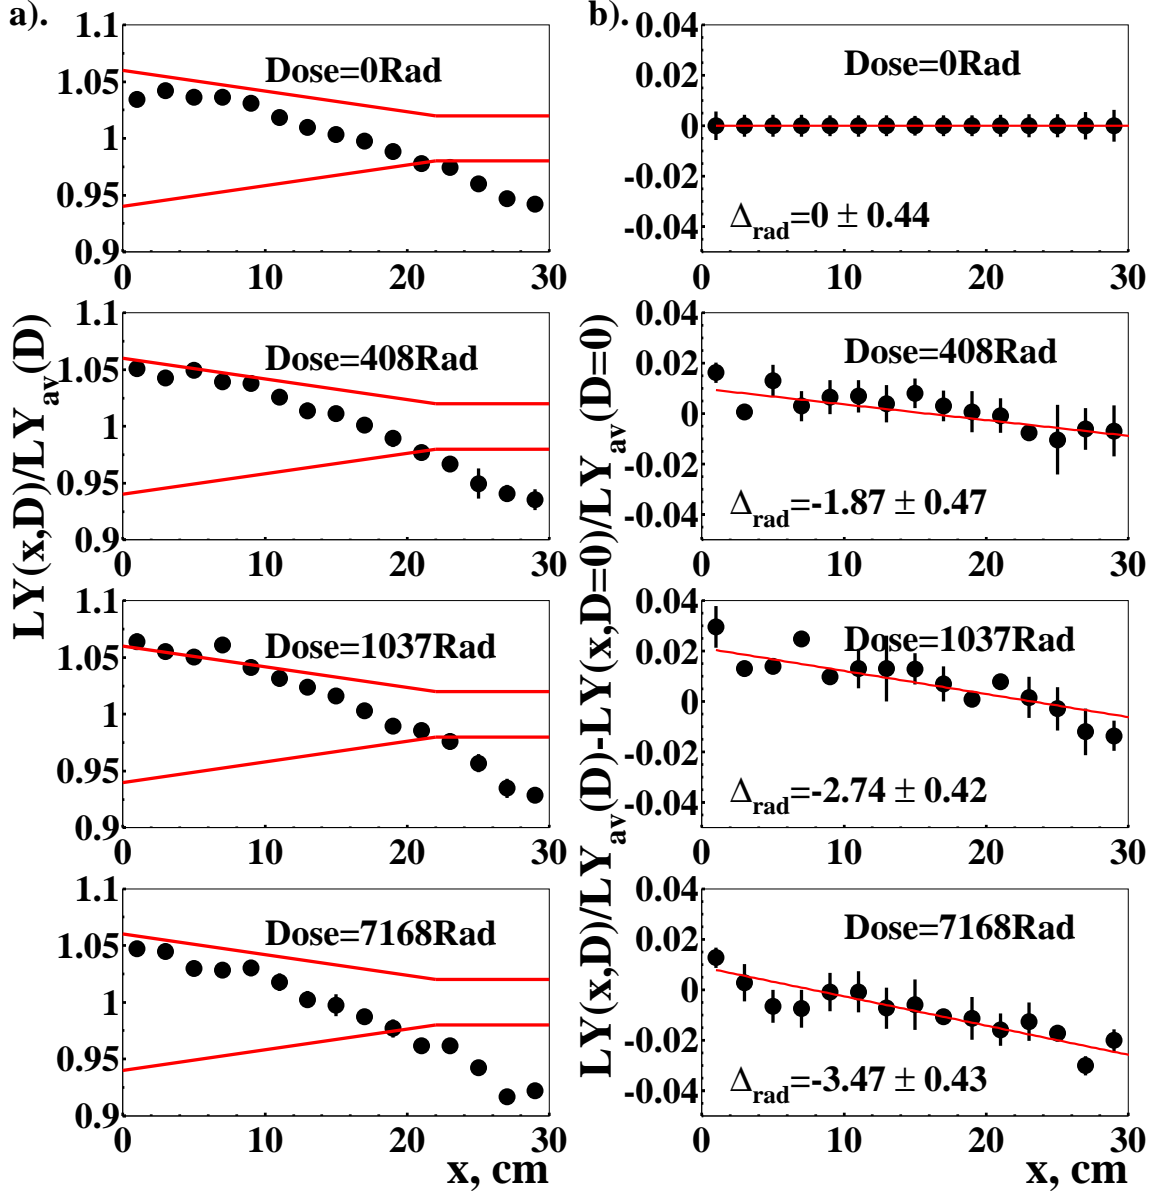 a).
LY(x,D)/LYav(D)
1.1
1.05
1
0.95
0.9
Dose=0Rad
0 10 20 30
1.1
1.05
1
0.95
0.9
Dose=408Rad
0 10 20 30
1.1
1.05
1
0.95
0.9
Dose=1037Rad
0 10 20 30
1.1
1.05
1
0.95
0.9
Dose=7168Rad
0 10 20 30
x, cm
b).
LY(x,D)/LYav(D)-LY(x,D=0)/LYav(D=0)
0.04
0.02
0
-0.02
-0.04
Dose=0Rad
Δrad=0 ± 0.44
0 10 20 30
0.04
0.02
0
-0.02
-0.04
Dose=408Rad
Δrad=-1.87 ± 0.47
0 10 20 30
0.04
0.02
0
-0.02
-0.04
Dose=1037Rad
Δrad=-2.74 ± 0.42
0 10 20 30
0.04
0.02
0
-0.02
-0.04
Dose=7168Rad
Δrad=-3.47 ± 0.43
0 10 20 30
x, cm